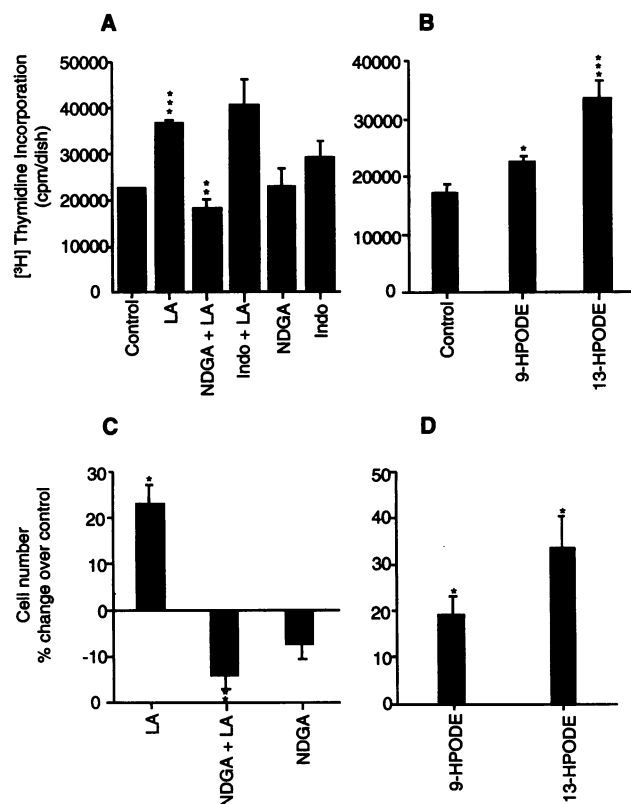 A
[³H] Thymidine Incorporation
(cpm/dish)
50000
40000
30000
20000
10000
0
***
**
Control
LA
NDGA + LA
Indo + LA
NDGA
Indo
B
40000
30000
20000
10000
0
*
***
Control
9-HPODE
13-HPODE
C
Cell number
% change over control
30
20
10
0
-10
0
*
**
LA
NDGA + LA
NDGA
D
50
40
30
20
10
0
*
*
9-HPODE
13-HPODE